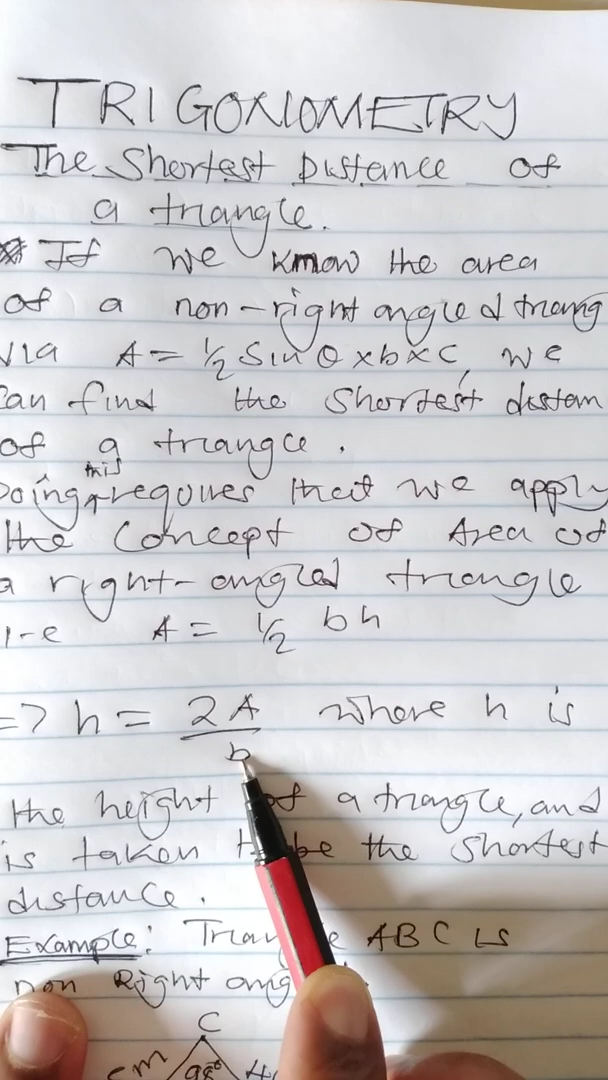 TRIGONOMETRY
The Shortest Distance of
a triangle.
If we know the area
of a non-right angled triang
via A = 1/2 Sin θ x b x c, we
can find the shortest distan
of a triangle.
this
Doing requires that we apply
the concept of Area of
a right-angled triangle
i-e A = 1/2 bh
=> h = 2A/b where h is
the height of a triangle, and
is taken to be the shortest
distance.
Example: Triangle ABC is
non Right ang
C
cm 98°